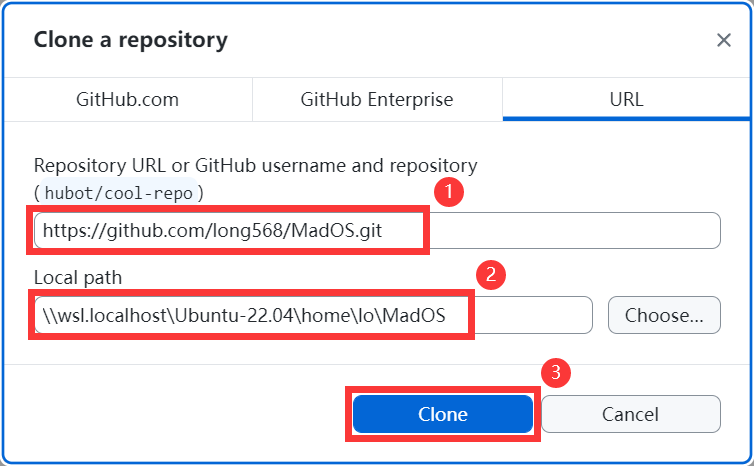 Clone a repository
GitHub.com GitHub Enterprise URL
Repository URL or GitHub username and repository
(hubot/cool-repo)
1
https://github.com/long568/MadOS.git
Local path
2
\\wsl.localhost\Ubuntu-22.04\home\lo\MadOS Choose...
3
Clone Cancel